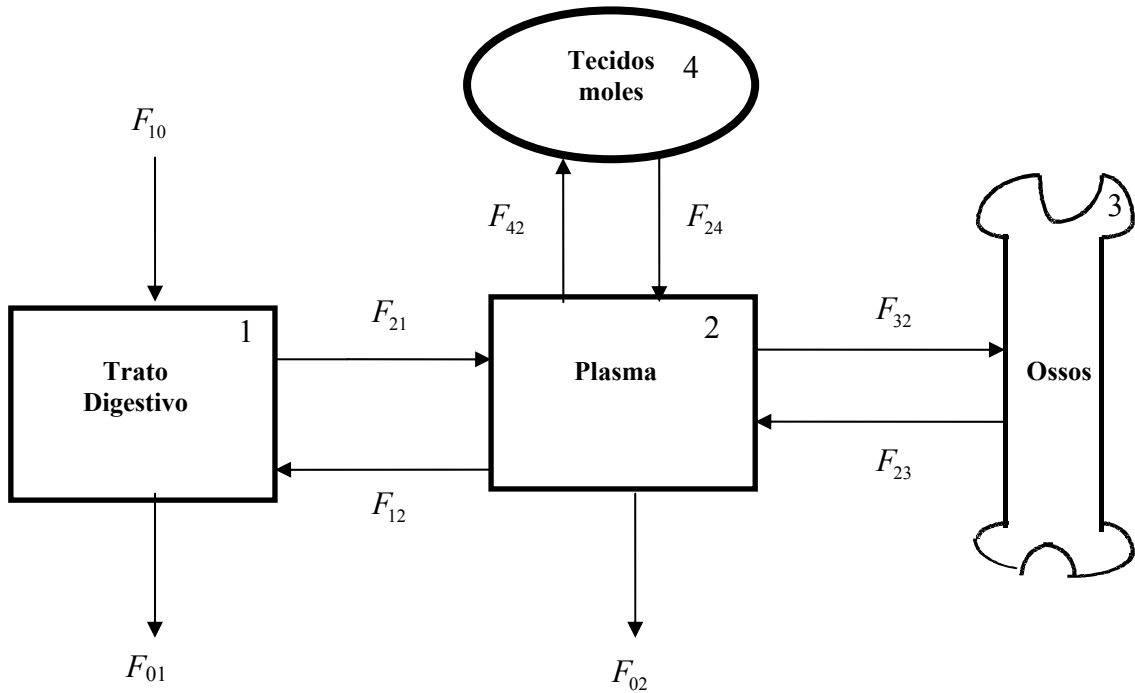 Tecidos
moles
4
F10
F42
F24
3
1
F21
2
F32
Trato
Digestivo
Plasma
Ossos
F12
F23
F01
F02